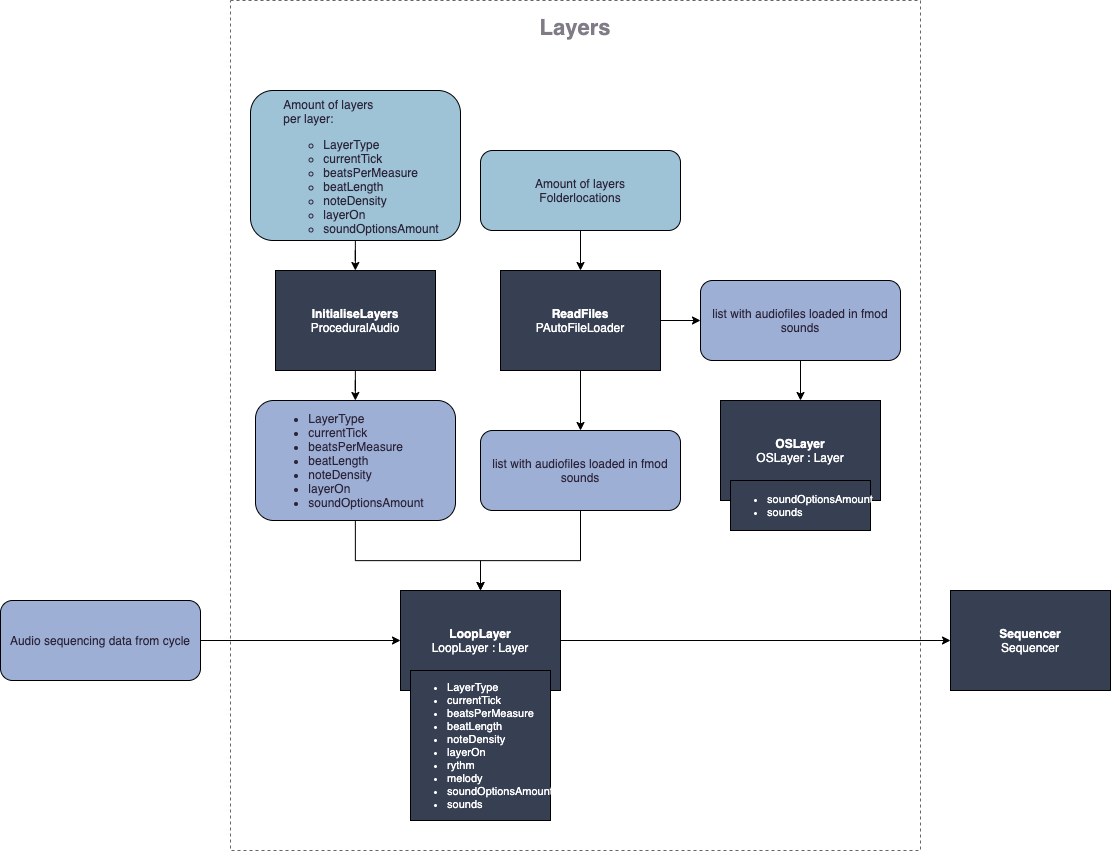 Layers
Amount of layers
per layer:
LayerType
currentTick
beatsPerMeasure
beatLength
noteDensity
layerOn
soundOptionsAmount
Amount of layers
Folderlocations
InitialiseLayers
ProceduralAudio
ReadFiles
PAutoFileLoader
list with audiofiles loaded in fmod
sounds
LayerType
currentTick
beatsPerMeasure
beatLength
noteDensity
layerOn
soundOptionsAmount
list with audiofiles loaded in fmod
sounds
OSLayer
OSLayer : Layer
soundOptionsAmount
sounds
Audio sequencing data from cycle
LoopLayer
LoopLayer : Layer
LayerType
currentTick
beatsPerMeasure
beatLength
noteDensity
layerOn
rythm
melody
soundOptionsAmount
sounds
Sequencer
Sequencer